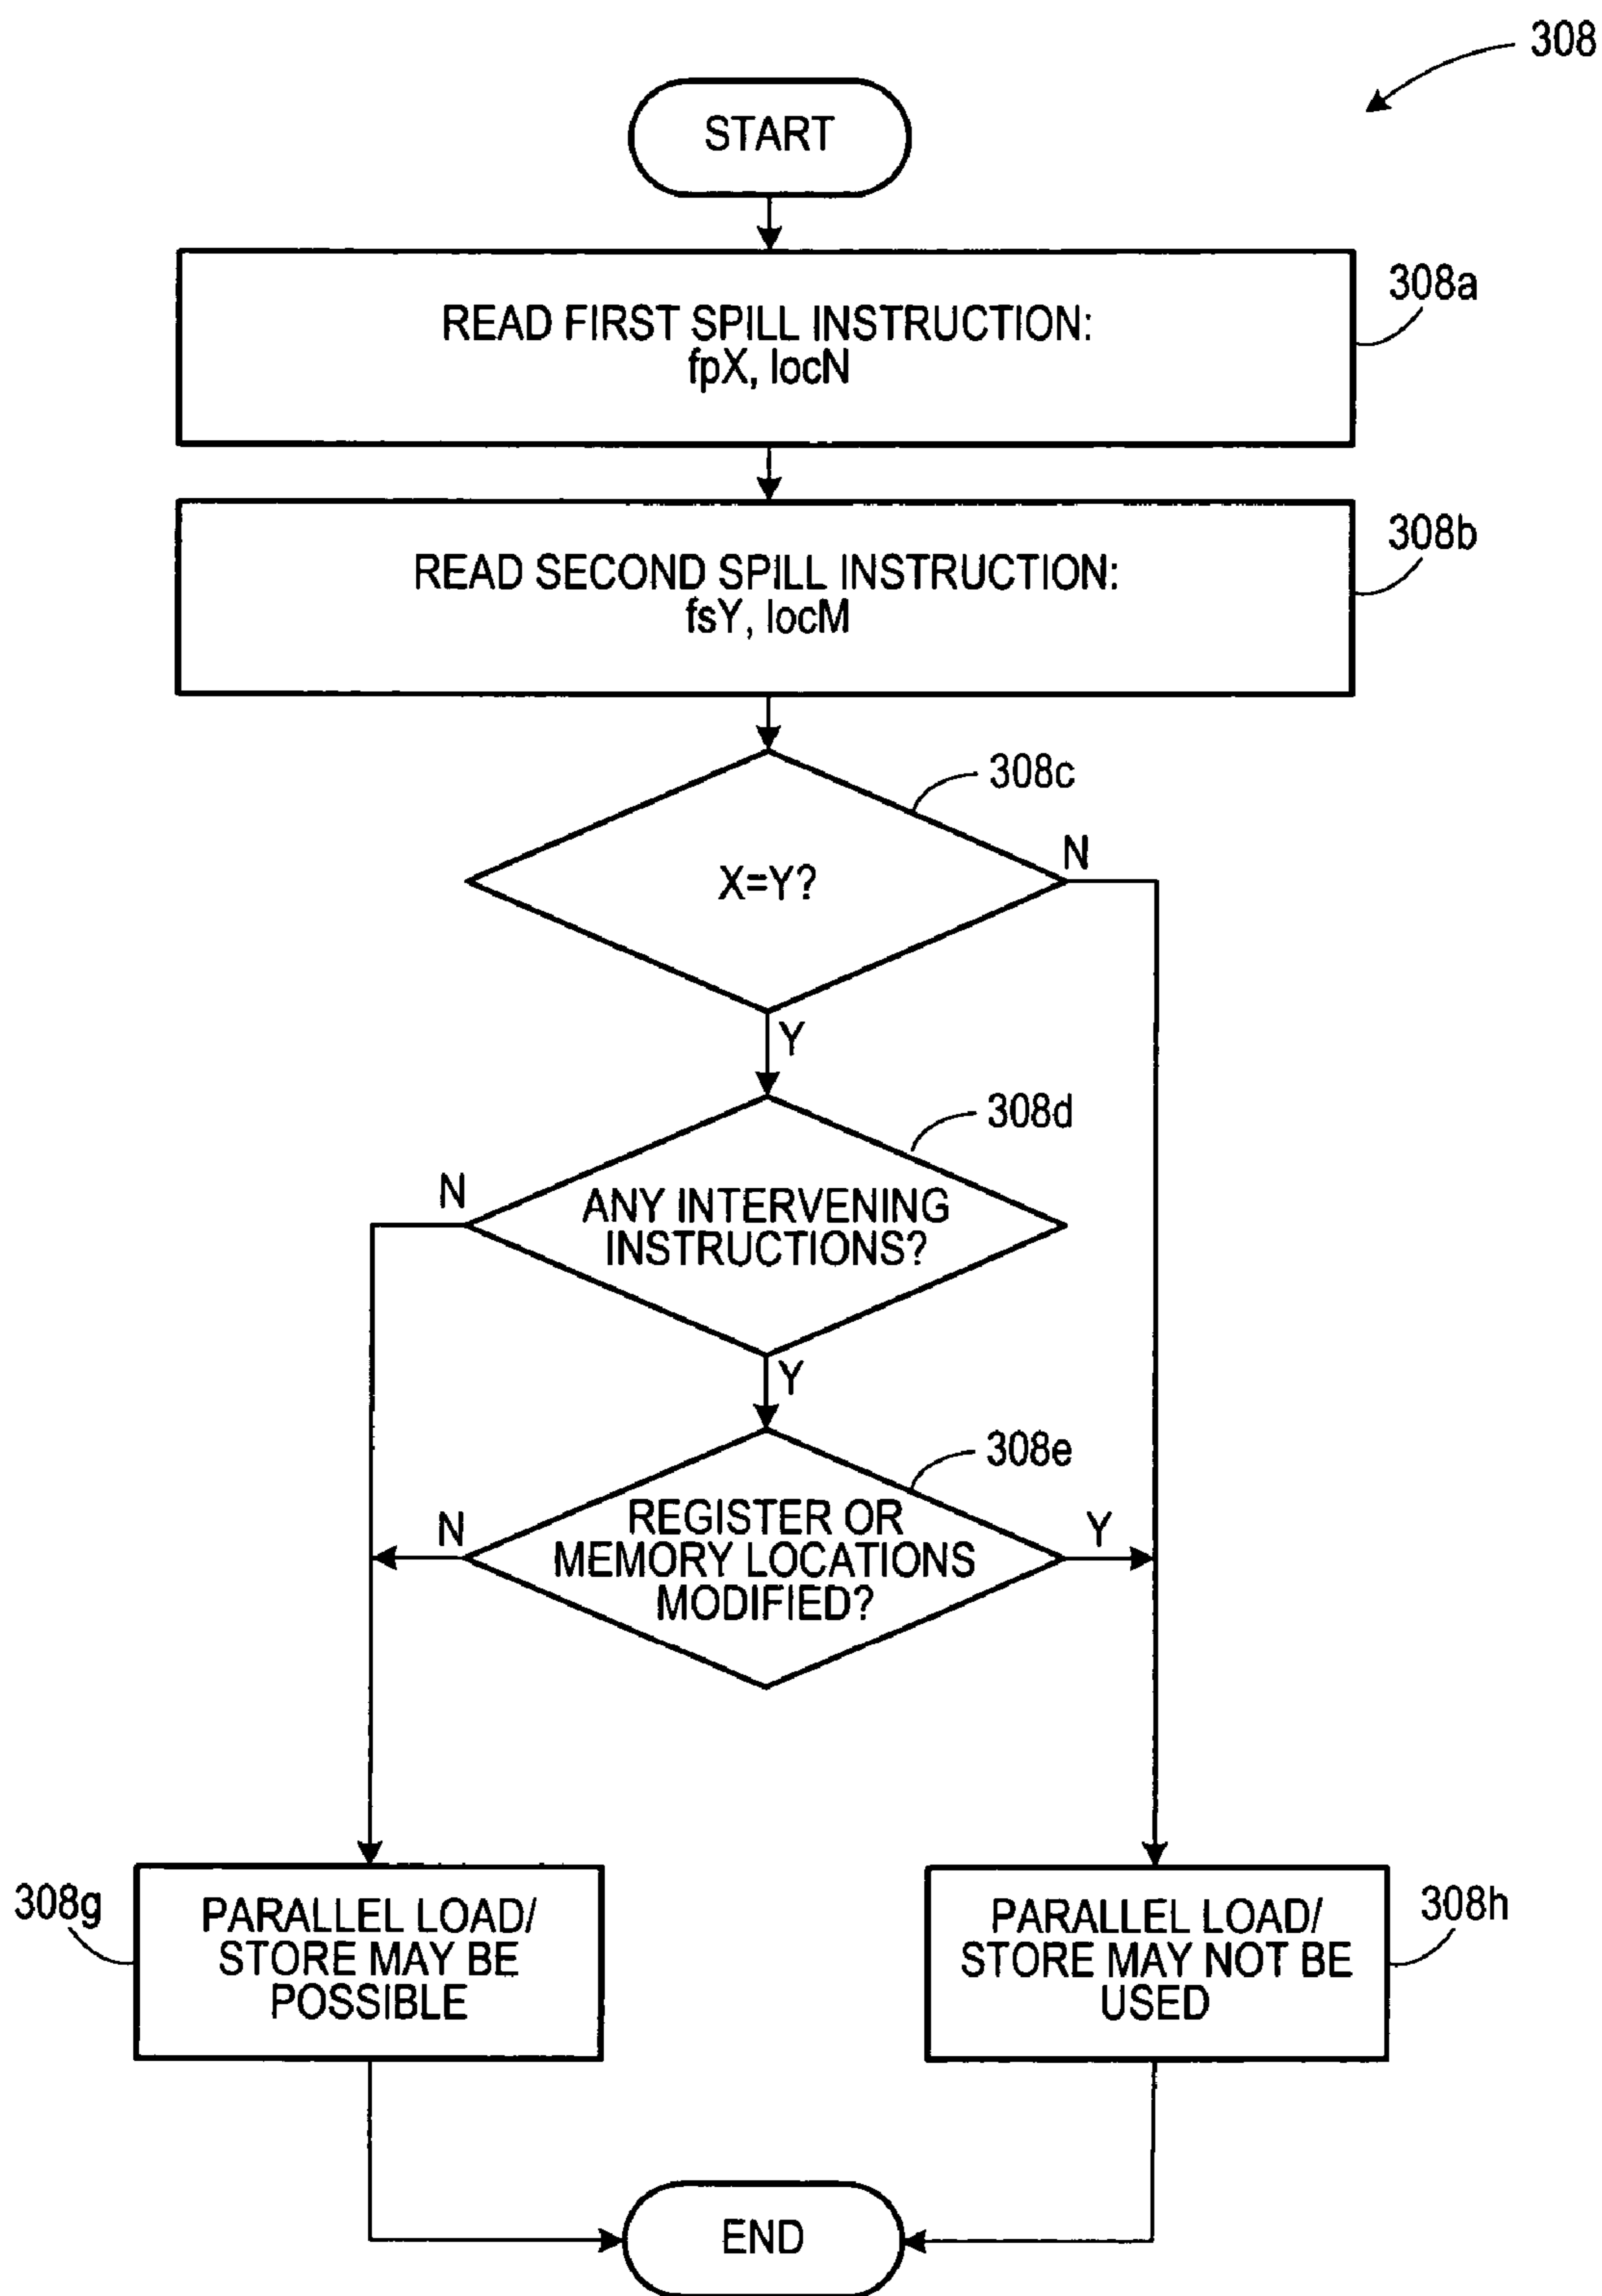 308
START
READ FIRST SPILL INSTRUCTION:
fpX, locN
308a
READ SECOND SPILL INSTRUCTION:
fsY, locM
308b
308c
X=Y?
N
Y
308d
N
ANY INTERVENING
INSTRUCTIONS?
Y
308e
N
REGISTER OR
MEMORY LOCATIONS
MODIFIED?
Y
308g
PARALLEL LOAD/
STORE MAY BE
POSSIBLE
PARALLEL LOAD/
STORE MAY NOT BE
USED
308h
END